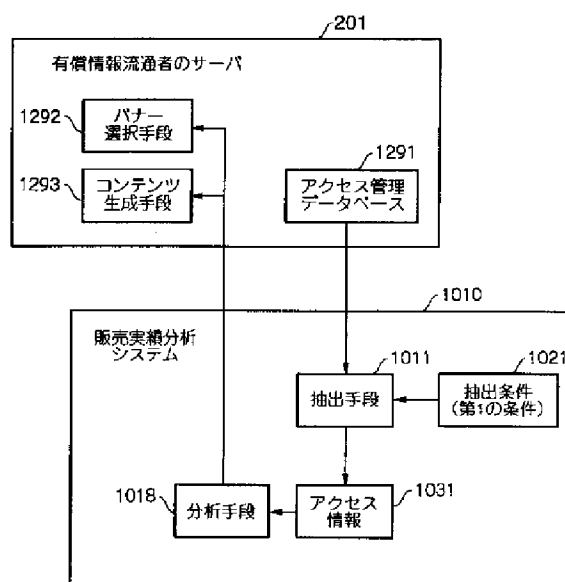 201
有償情報流通者のサーバ
1292
バナー
選択手段
1291
1293
コンテンツ
生成手段
アクセス管理
データベース
1010
販売実績分析
システム
1011
1021
抽出手段
抽出条件
(第1の条件)
1018
分析手段
アクセス
情報
1031